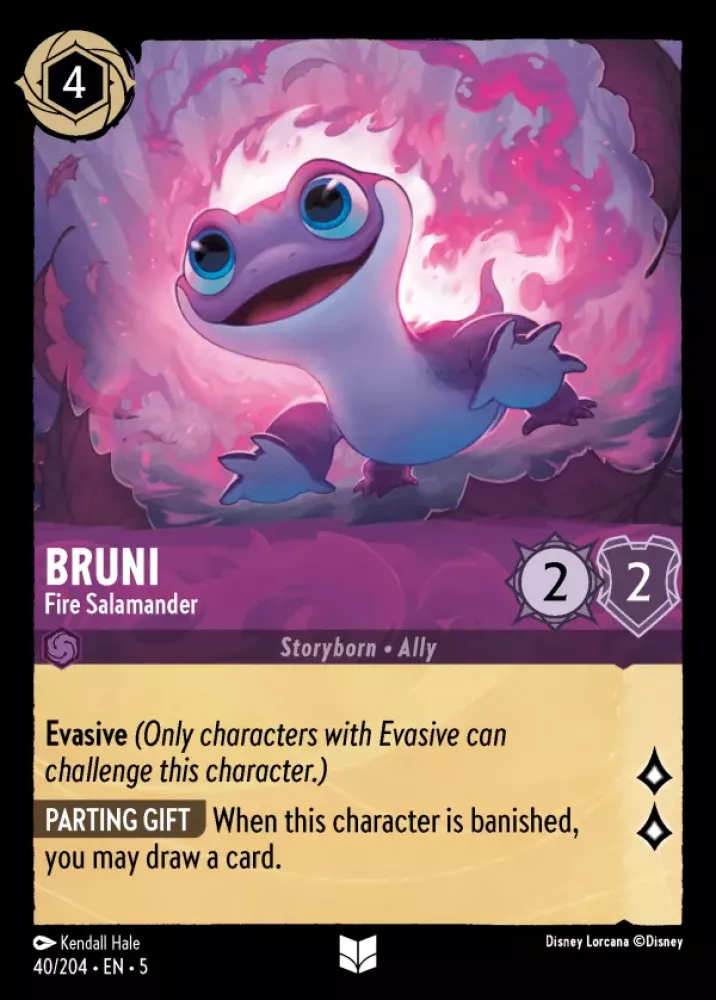 4
BRUNI
Fire Salamander
2
2
Storyborn • Ally
Evasive (Only characters with Evasive can
challenge this character.)
PARTING GIFT When this character is banished,
you may draw a card.
Kendall Hale
Disney Lorcana ©Disney
40/204 • EN • 5